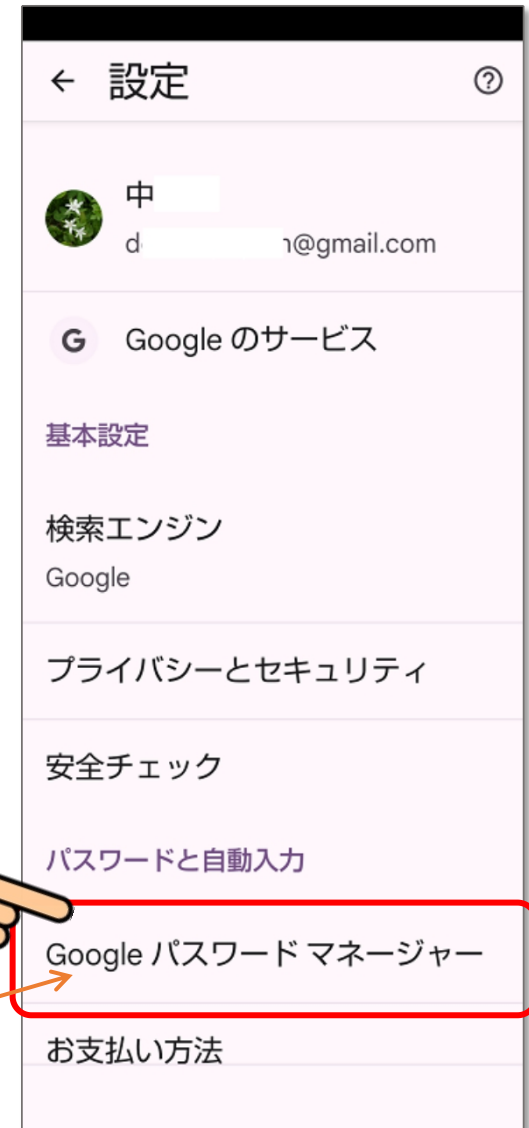 設定
中
d n@gmail.com
G Google のサービス
基本設定
検索エンジン
Google
プライバシーとセキュリティ
安全チェック
パスワードと自動入力
Google パスワード マネージャー
お支払い方法